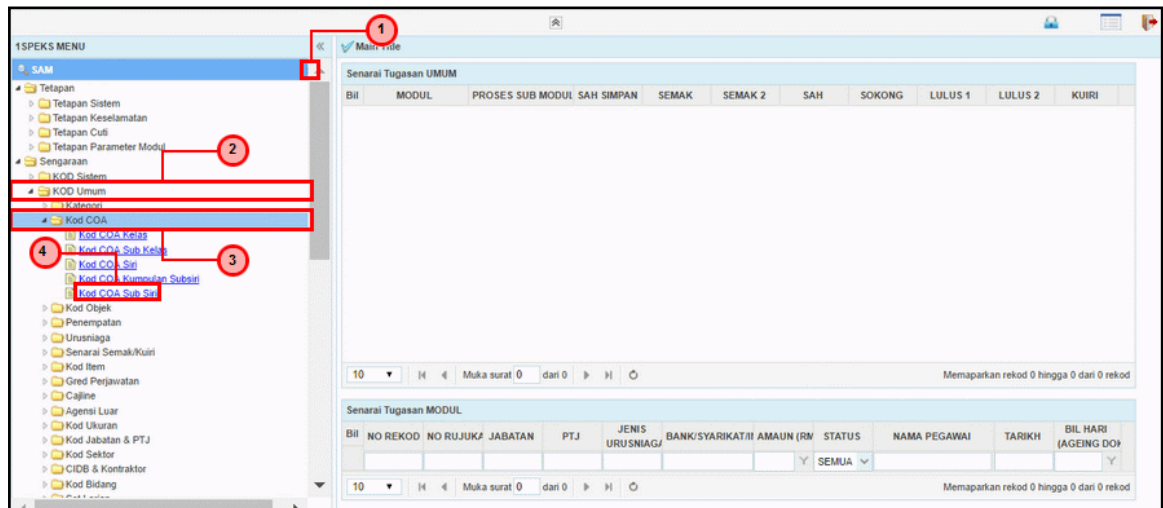 1
1SPEKS MENU
Main Title
SAM
Tetapan
Tetapan Sistem
Tetapan Keselamatan
Tetapan Cuti
Tetapan Parameter Modul
2
Sengaraan
KOD Sistem
KOD Umum
Kategori
Kod COA
Kod COA Kelas
Kod COA Sub Kelas
4
3
Kod COA Siri
Kod COA Kumpulan Subsiri
Kod COA Sub Siri
Kod Objek
Penempatan
Urusniaga
Senarai Semak/Kuiri
Kod Item
Gred Perjawatan
Cajline
Agensi Luar
Kod Ukuran
Kod Jabatan & PTJ
Kod Sektor
CIDB & Kontraktor
Kod Bidang
Senarai Tugasan UMUM
Bil MODUL PROSES SUB MODUL SAH SIMPAN SEMAK SEMAK 2 SAH SOKONG LULUS 1 LULUS 2 KUIRI
10 Muka surat 0 dari 0 Memaparkan rekod 0 hingga 0 dari 0 rekod
Senarai Tugasan MODUL
Bil NO REKOD NO RUJUKA JABATAN PTJ JENIS URUSNIAGA BANK/SYARIKAT/I AMAUN (RM STATUS NAMA PEGAWAI TARIKH BIL HARI (AGEING DO
SEMUA
10 Muka surat 0 dari 0 Memaparkan rekod 0 hingga 0 dari 0 rekod